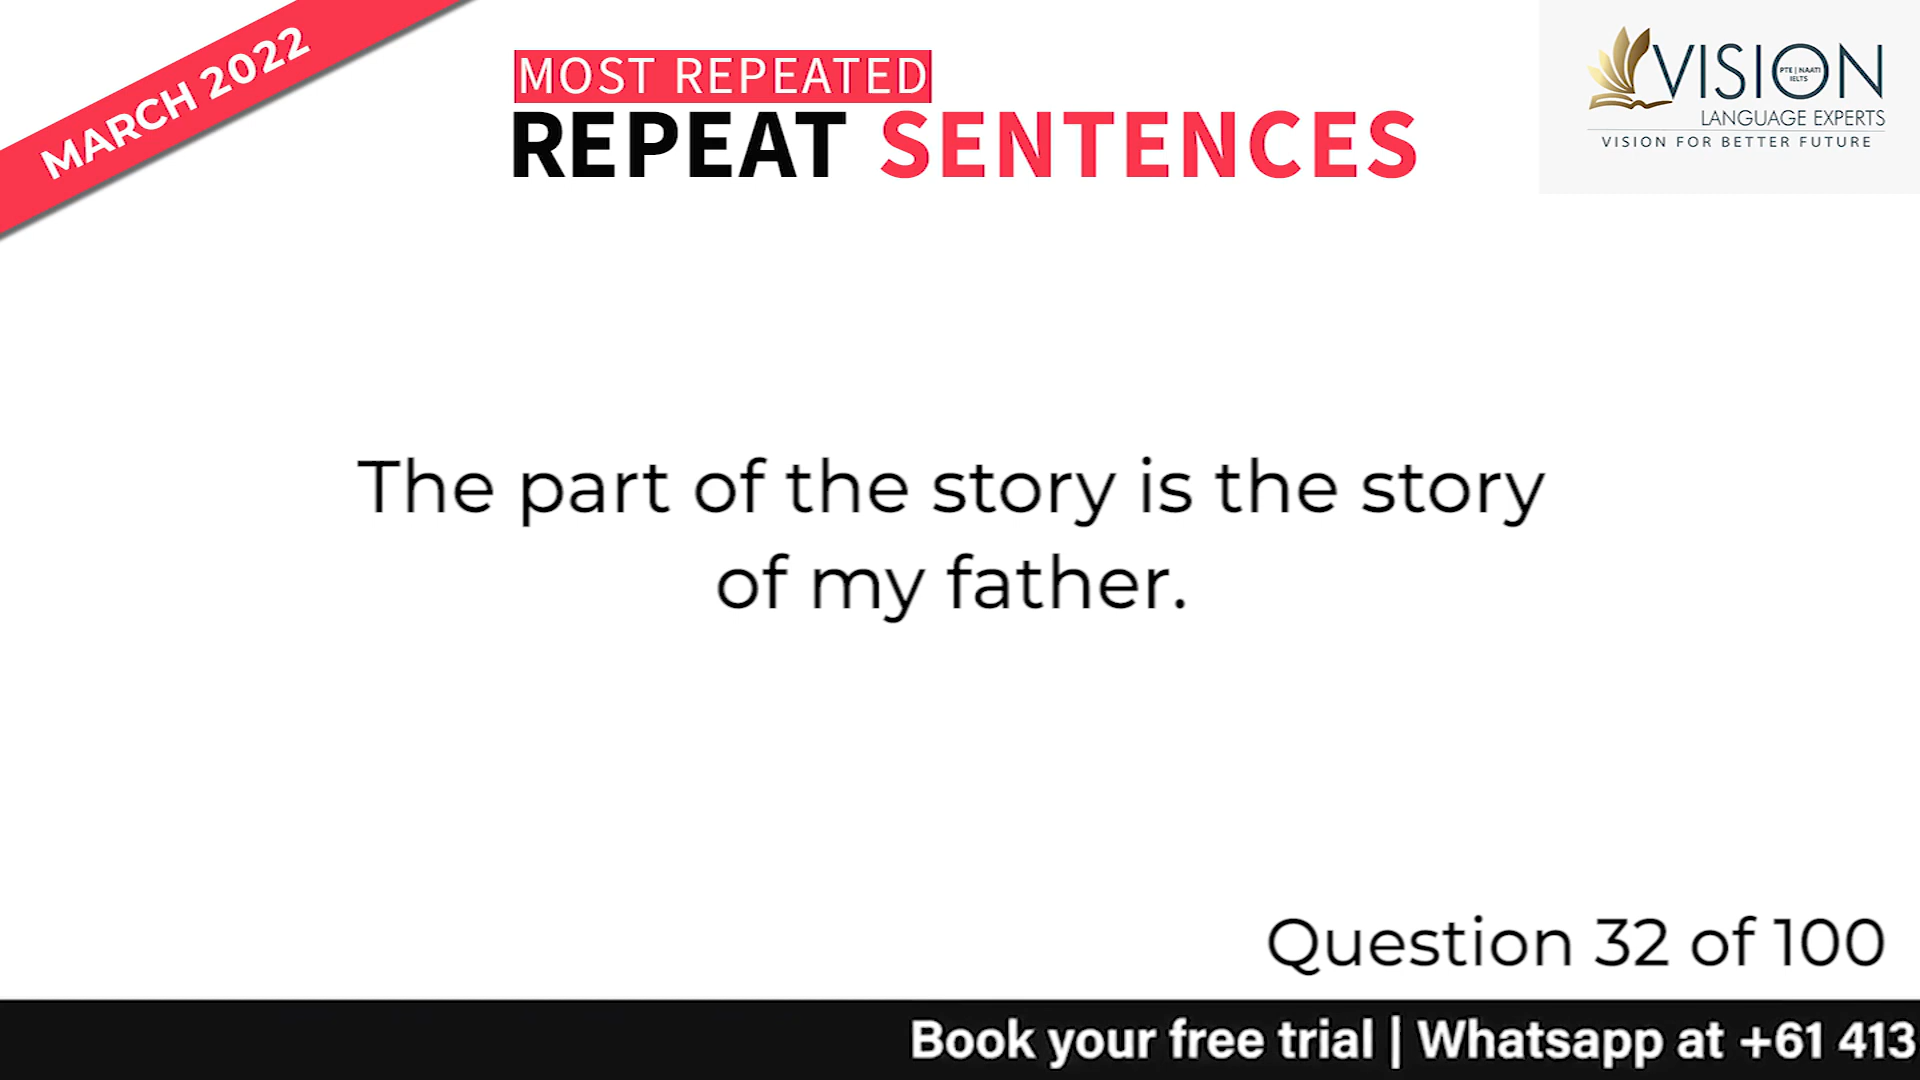 MARCH 2022
MOST REPEATED
REPEAT SENTENCES
VISION
PTE | NAATI
IELTS
LANGUAGE EXPERTS
VISION FOR BETTER FUTURE
The part of the story is the story
of my father.
Question 32 of 100
Book your free trial | Whatsapp at +61 413